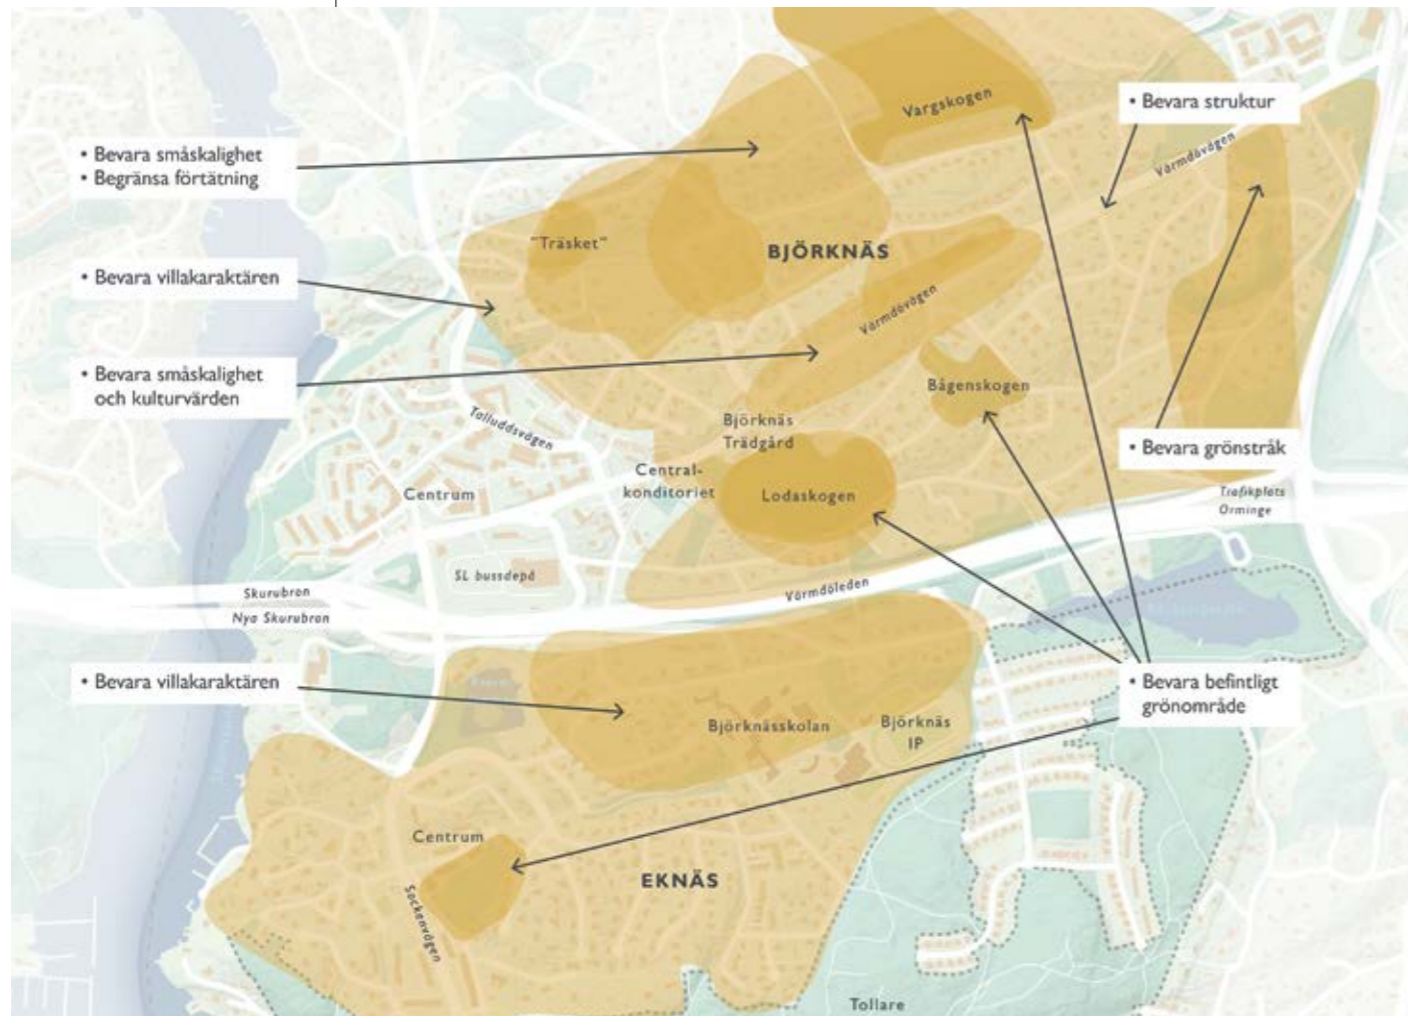 Vargskogen
• Bevara struktur
• Bevara småskalighet
• Begränsa förtätning
Värmdövägen
"Träsket"
BJÖRKNÄS
• Bevara villakaraktären
Värmdövägen
• Bevara småskalighet
och kulturvärden
Bågenskogen
Talluddsvägen
Björknäs
Trädgård
• Bevara grönstråk
Central-
konditoriet
Centrum
Lodaskogen
Trafikplats
Orminge
SL bussdepå
Skurubron
Värmdöleden
Nya Skurubron
• Bevara villakaraktären
• Bevara befintligt
grönområde
Björknässkolan
Björknäs
IP
Centrum
EKNÄS
Sockenvägen
Tollare